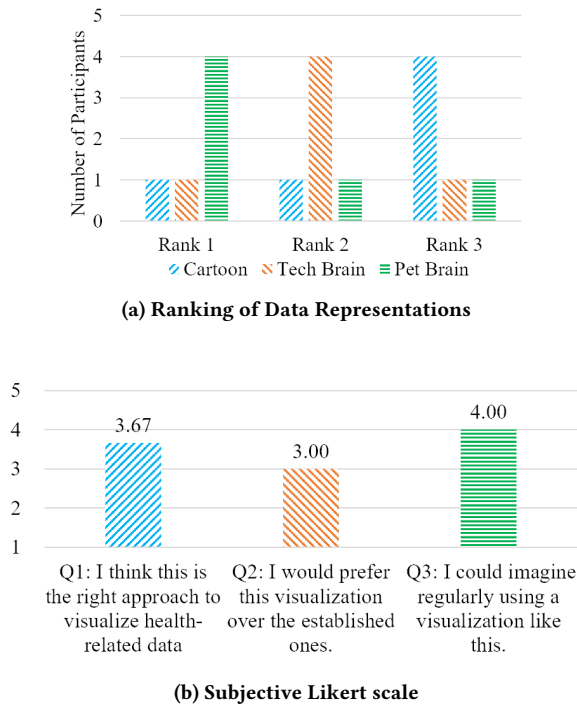 Number of Participants
5
4
3
2
1
0
Rank 1 Rank 2 Rank 3
Cartoon Tech Brain Pet Brain
(a) Ranking of Data Representations
5
4
3
2
1
3.67
3.00
4.00
Q1: I think this is
the right approach to
visualize health-
related data
Q2: I would prefer
this visualization
over the established
ones.
Q3: I could imagine
regularly using a
visualization like
this.
(b) Subjective Likert scale